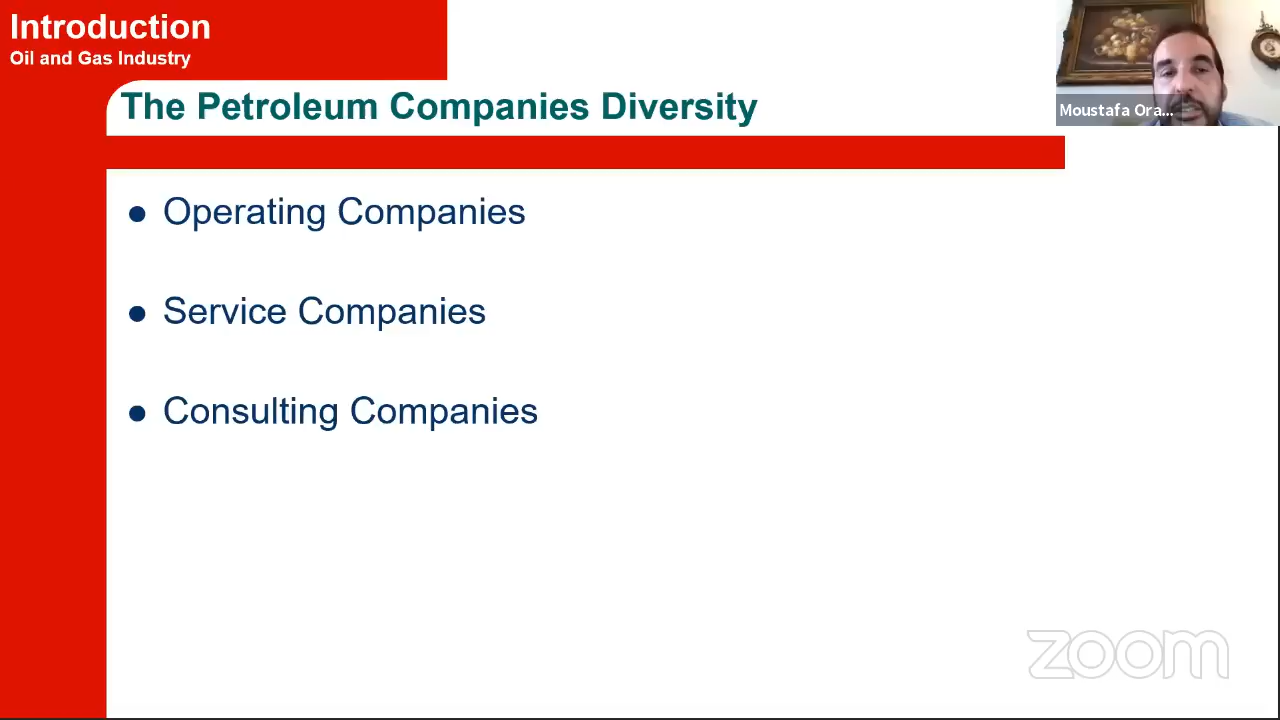 Introduction
Oil and Gas Industry
The Petroleum Companies Diversity
Moustafa Ora...
● Operating Companies
● Service Companies
● Consulting Companies
zoom